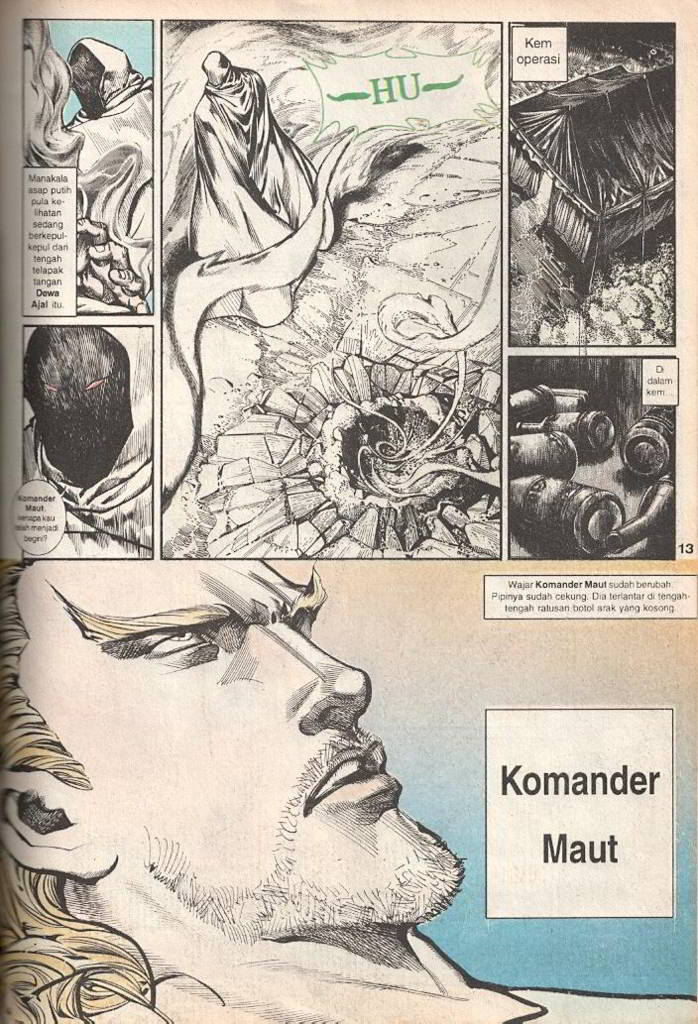 Manakala
asap putih
pula ke-
lihatan
sedang
berkepul-
kepul dari
tengah
telapak
tangan
Dewa
Ajal itu.
HU
Kem
operasi
Komander
Maut,
kenapa kau
telah menjadi
begini?
Di
dalam
kem...
13
Wajar Komander Maut sudah berubah.
Pipinya sudah cekung. Dia terlantar di tengah-
tengah ratusan botol arak yang kosong.
Komander
Maut